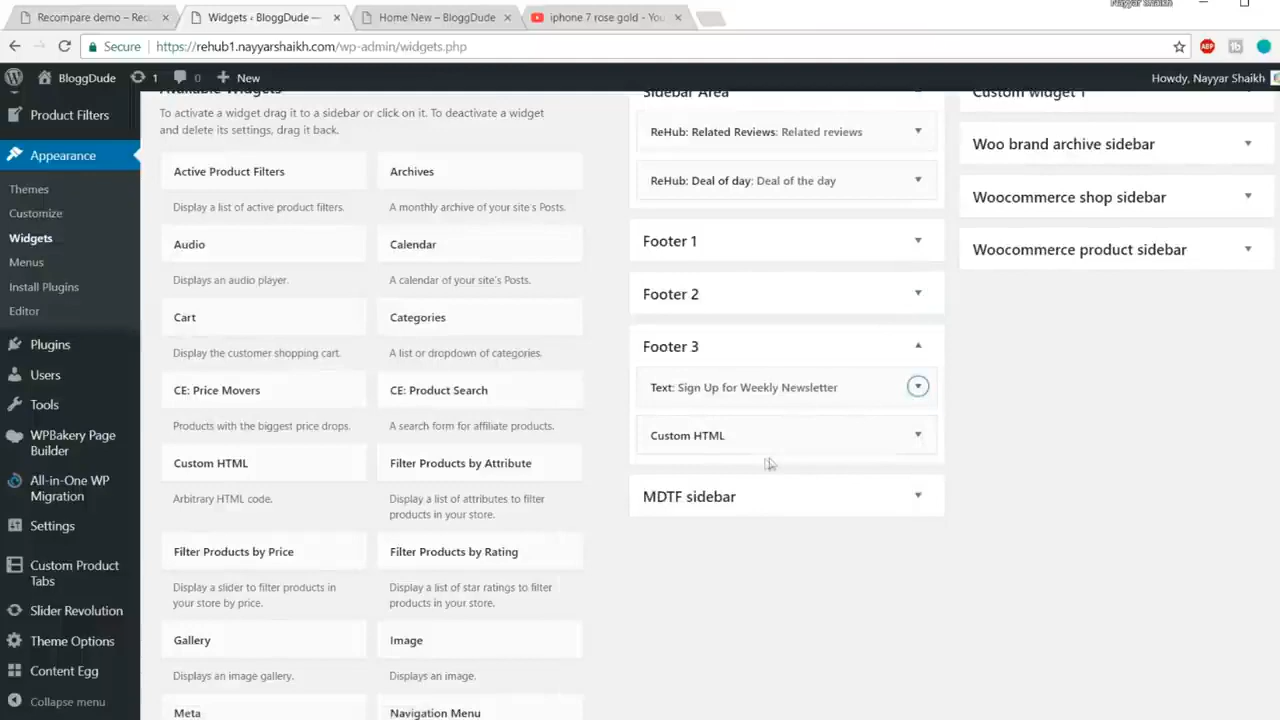 Nayyar Shaikh
Recompare demo – Rec
Widgets ‹ BloggDude —
Home New – BloggDude
iphone 7 rose gold - You
Secure
https://rehub1.nayyarshaikh.com/wp-admin/widgets.php
ABP
BloggDude
1
0
New
Howdy, Nayyar Shaikh
Product Filters
Appearance
Themes
Customize
Widgets
Menus
Install Plugins
Editor
Plugins
Users
Tools
WPBakery Page
Builder
All-in-One WP
Migration
Settings
Custom Product
Tabs
Slider Revolution
Theme Options
Content Egg
Collapse menu
Available Widgets
To activate a widget drag it to a sidebar or click on it. To deactivate a widget
and delete its settings, drag it back.
Active Product Filters
Display a list of active product filters.
Archives
A monthly archive of your site's Posts.
Audio
Displays an audio player.
Calendar
A calendar of your site's Posts.
Cart
Display the customer shopping cart.
Categories
A list or dropdown of categories.
CE: Price Movers
Products with the biggest price drops.
CE: Product Search
A search form for affiliate products.
Custom HTML
Arbitrary HTML code.
Filter Products by Attribute
Display a list of attributes to filter
products in your store.
Filter Products by Price
Display a slider to filter products in
your store by price.
Filter Products by Rating
Display a list of star ratings to filter
products in your store.
Gallery
Displays an image gallery.
Image
Displays an image.
Meta
Navigation Menu
Sidebar Area
ReHub: Related Reviews: Related reviews
ReHub: Deal of day: Deal of the day
Footer 1
Footer 2
Footer 3
Text: Sign Up for Weekly Newsletter
Custom HTML
MDTF sidebar
Custom widget 1
Woo brand archive sidebar
Woocommerce shop sidebar
Woocommerce product sidebar